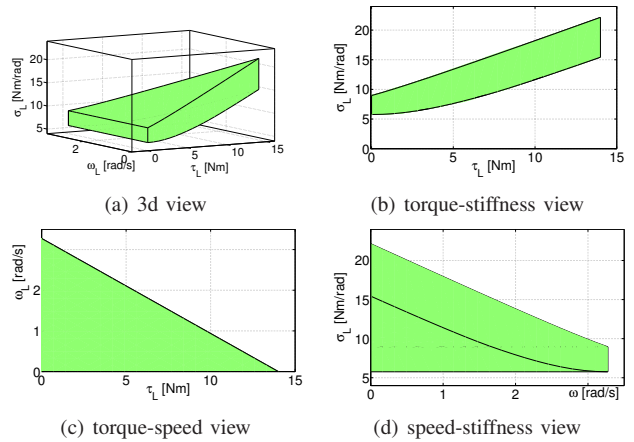 20
15
10
5
σL [Nm/rad]
2
0
ωL [rad/s]
0
5
10
15
τL [Nm]
(a) 3d view
20
15
10
5
0
σL [Nm/rad]
0
5
10
15
τL [Nm]
(b) torque-stiffness view
2
1
0
ωL [rad/s]
0
5
10
15
τL [Nm]
(c) torque-speed view
20
15
10
5
σL [Nm/rad]
0
1
2
ω [rad/s]
(d) speed-stiffness view